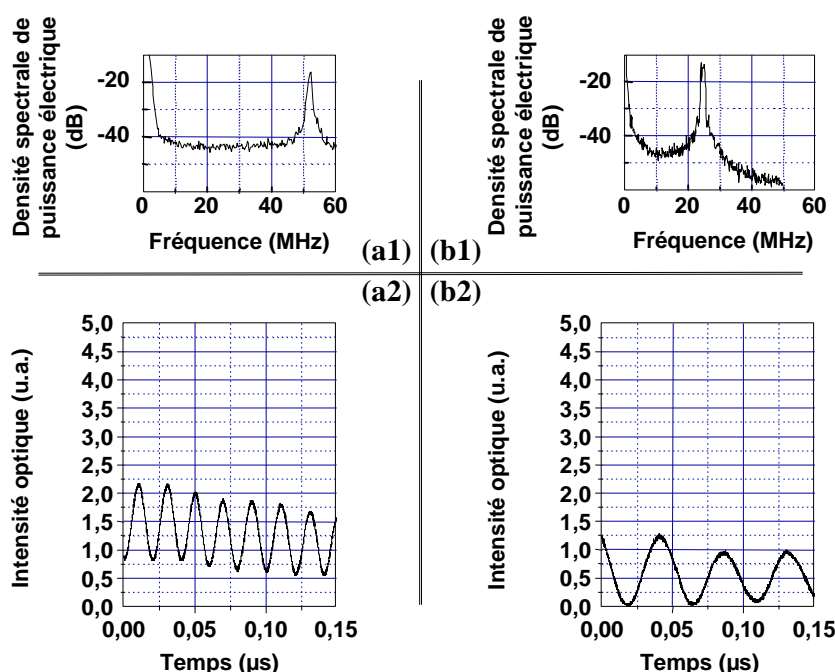 Densité spectrale de
puissance électrique
(dB)
-20
-40
0 20 40 60
Fréquence (MHz)
(a1)
Densité spectrale de
puissance électrique
(dB)
-20
-40
0 20 40 60
Fréquence (MHz)
(b1)
(a2)
Intensité optique (u.a.)
5,0
4,5
4,0
3,5
3,0
2,5
2,0
1,5
1,0
0,5
0,0
0,00 0,05 0,10 0,15
Temps (µs)
(b2)
Intensité optique (u.a.)
5,0
4,5
4,0
3,5
3,0
2,5
2,0
1,5
1,0
0,5
0,0
0,00 0,05 0,10 0,15
Temps (µs)